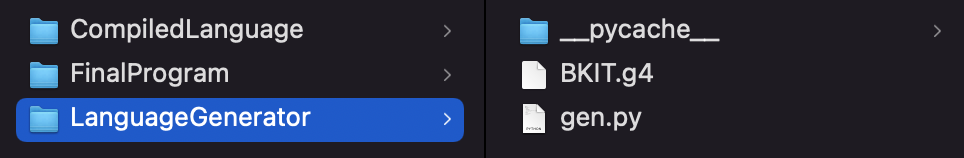 CompiledLanguage
FinalProgram
LanguageGenerator
__pycache__
BKIT.g4
gen.py